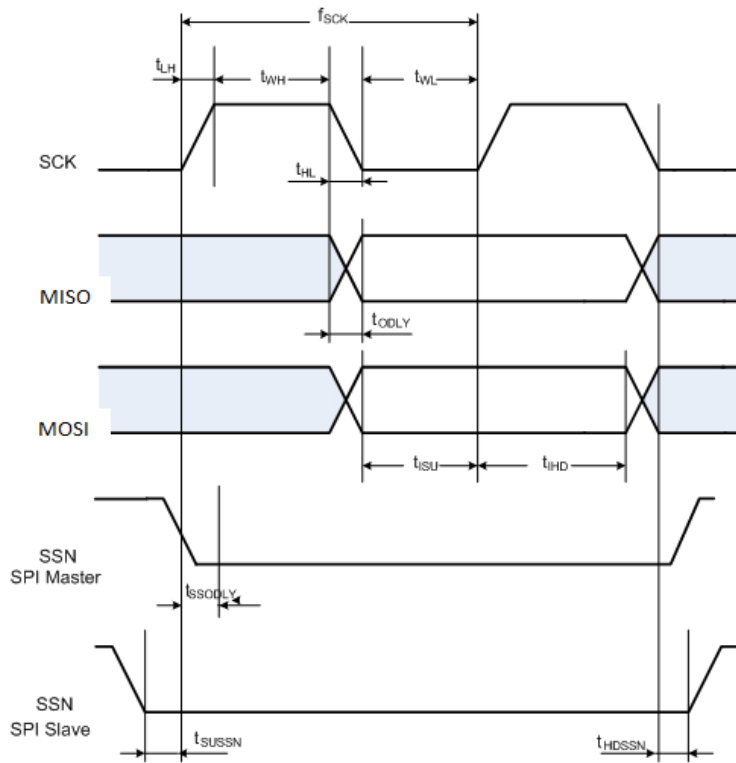 fSCK
tLH
tWH
tWL
SCK
tHL
MISO
tODLY
MOSI
tISU
tIHD
SSN
SPI Master
tSSODLY
SSN
SPI Slave
tSUSSN
tHDSSN